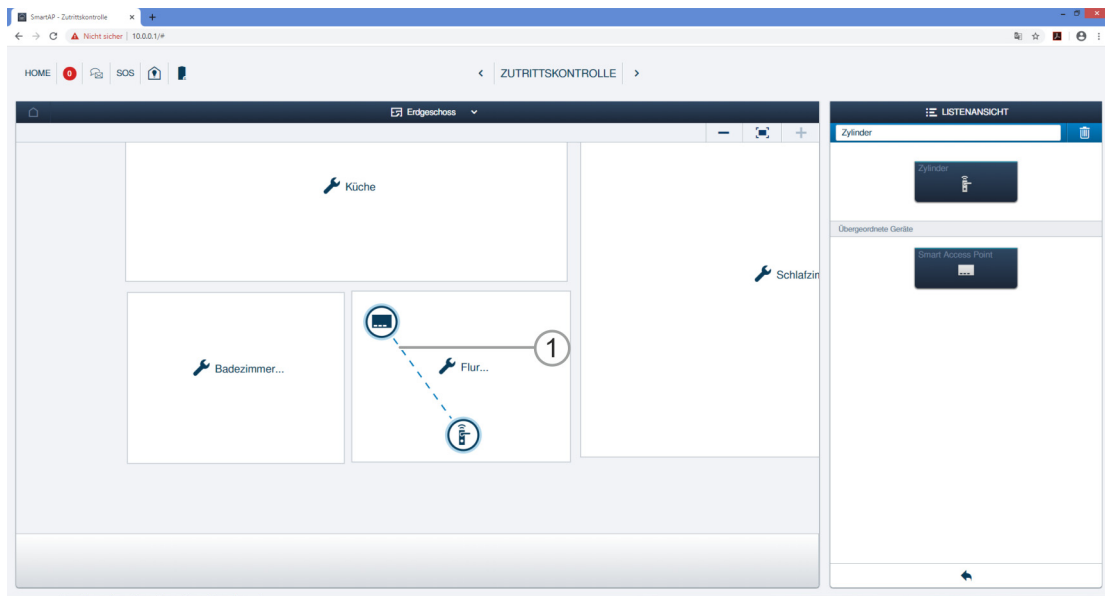 SmartAP - Zutrittskontrolle
Nicht sicher | 10.0.0.1/#
HOME 0 SOS ZUTRITTSKONTROLLE
Erdgeschoss
LISTENANSICHT
Zylinder
Zylinder
Küche
Übergeordnete Geräte
Smart Access Point
Schlafzin
1
Badezimmer...
Flur...